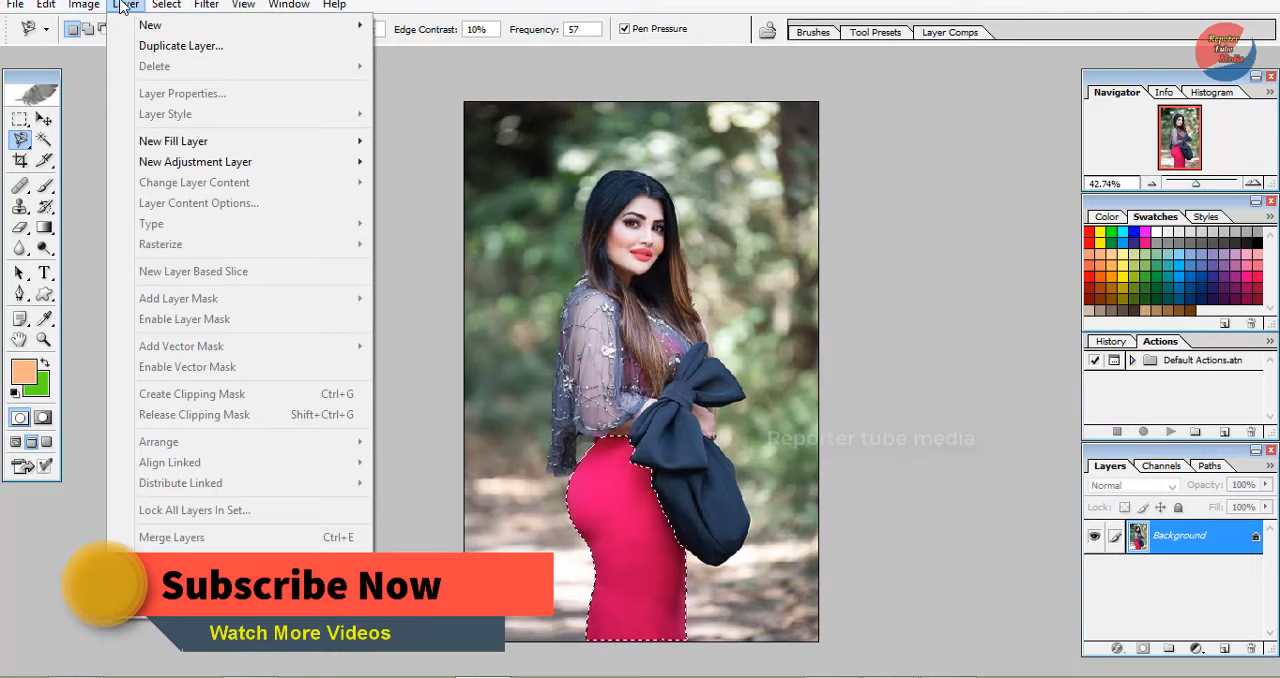 File Edit Image Layer Select Filter View Window Help
Edge Contrast: 10% Frequency: 57 Pen Pressure
Brushes Tool Presets Layer Comps
Reporter
Tube
Media
New
Duplicate Layer...
Delete
Layer Properties...
Layer Style
New Fill Layer
New Adjustment Layer
Change Layer Content
Layer Content Options...
Type
Rasterize
New Layer Based Slice
Add Layer Mask
Enable Layer Mask
Add Vector Mask
Enable Vector Mask
Create Clipping Mask Ctrl+G
Release Clipping Mask Shift+Ctrl+G
Arrange
Align Linked
Distribute Linked
Lock All Layers In Set...
Merge Layers Ctrl+E
Subscribe Now
Watch More Videos
Reporter tube media
Navigator Info Histogram
42.74%
Color Swatches Styles
History Actions
Default Actions.atn
Layers Channels Paths
Normal Opacity: 100%
Lock: Fill: 100%
Background